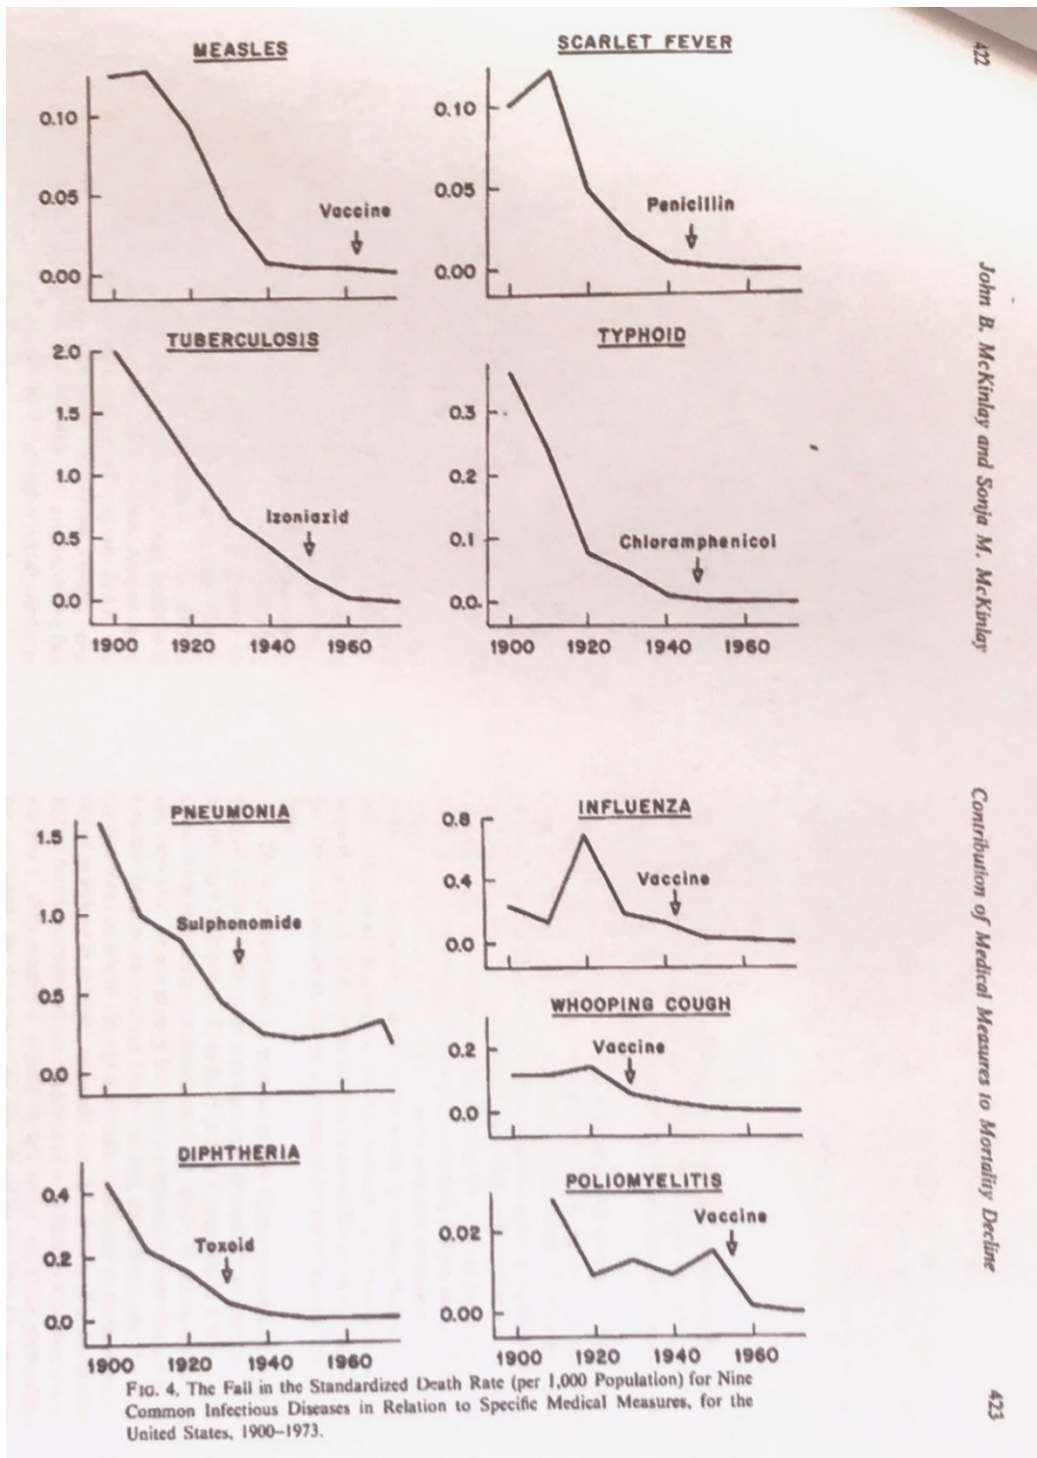 422
John B. McKinlay and Sonja M. McKinlay
MEASLES
0.10
0.05
0.00
Vaccine
SCARLET FEVER
0.10
0.05
0.00
Penicillin
TUBERCULOSIS
2.0
1.5
1.0
0.5
0.0
Izoniazid
1900 1920 1940 1960
TYPHOID
0.3
0.2
0.1
0.0
Chloramphenicol
1900 1920 1940 1960
Contribution of Medical Measures to Mortality Decline
423
PNEUMONIA
1.5
1.0
0.5
0.0
Sulphonomide
INFLUENZA
0.8
0.4
0.0
Vaccine
WHOOPING COUGH
0.2
0.0
Vaccine
DIPHTHERIA
0.4
0.2
0.0
Toxoid
1900 1920 1940 1960
POLIOMYELITIS
0.02
0.00
Vaccine
1900 1920 1940 1960
FIG. 4. The Fall in the Standardized Death Rate (per 1,000 Population) for Nine
Common Infectious Diseases in Relation to Specific Medical Measures, for the
United States, 1900–1973.